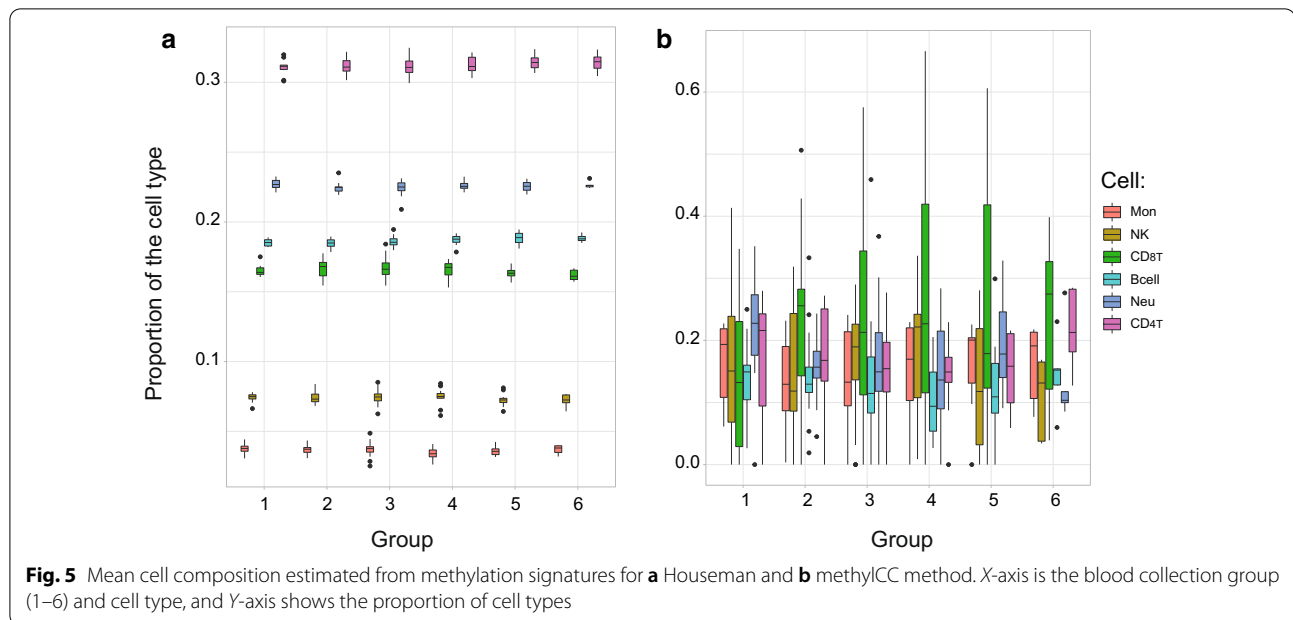 a
b
Proportion of the cell type
0.3
0.2
0.1
1 2 3 4 5 6
Group
0.6
0.4
0.2
0.0
1 2 3 4 5 6
Group
Cell:
Mon
NK
CD8T
Bcell
Neu
CD4T
Fig. 5 Mean cell composition estimated from methylation signatures for a Houseman and b methylCC method. X-axis is the blood collection group
(1–6) and cell type, and Y-axis shows the proportion of cell types